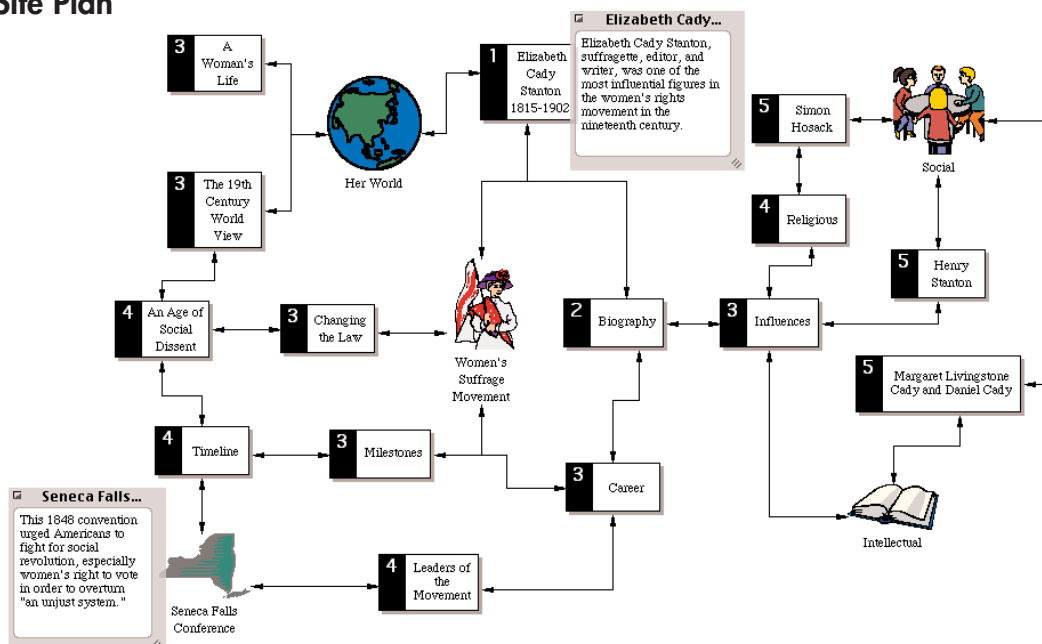 Site Plan
3
A
Woman's
Life
Her World
1
Elizabeth
Cady
Stanton
1815-1902
Elizabeth Cady...
Elizabeth Cady Stanton,
suffragette, editor, and
writer, was one of the
most influential figures in
in the women's rights
movement in the
nineteenth century.
5
Simon
Hosack
Social
3
The 19th
Century
World
View
4
Religious
5
Henry
Stanton
4
An Age of
Social
Dissent
3
Changing
the Law
Women's
Suffrage
Movement
2
Biography
3
Influences
5
Margaret Livingstone
Cady and Daniel Cady
4
Timeline
3
Milestones
3
Career
Intellectual
Seneca Falls...
This 1848 convention
urged Americans to
fight for social
revolution, especially
women's right to vote
in order to overturn
"an unjust system."
Seneca Falls
Conference
4
Leaders of
the
Movement